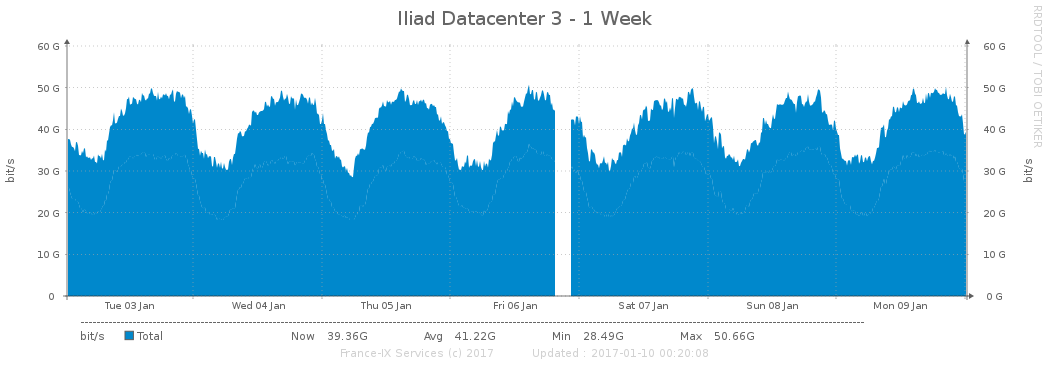 Iliad Datacenter 3 - 1 Week
RRDTOOL / TOBI OETIKER
60 G 60 G
50 G 50 G
40 G 40 G
30 G 30 G
20 G 20 G
10 G 10 G
0 0 G
bit/s bit/s
Tue 03 Jan Wed 04 Jan Thu 05 Jan Fri 06 Jan Sat 07 Jan Sun 08 Jan Mon 09 Jan
bit/s Total Now 39.36G Avg 41.22G Min 28.49G Max 50.66G
France-IX Services (c) 2017 Updated : 2017-01-10 00:20:08